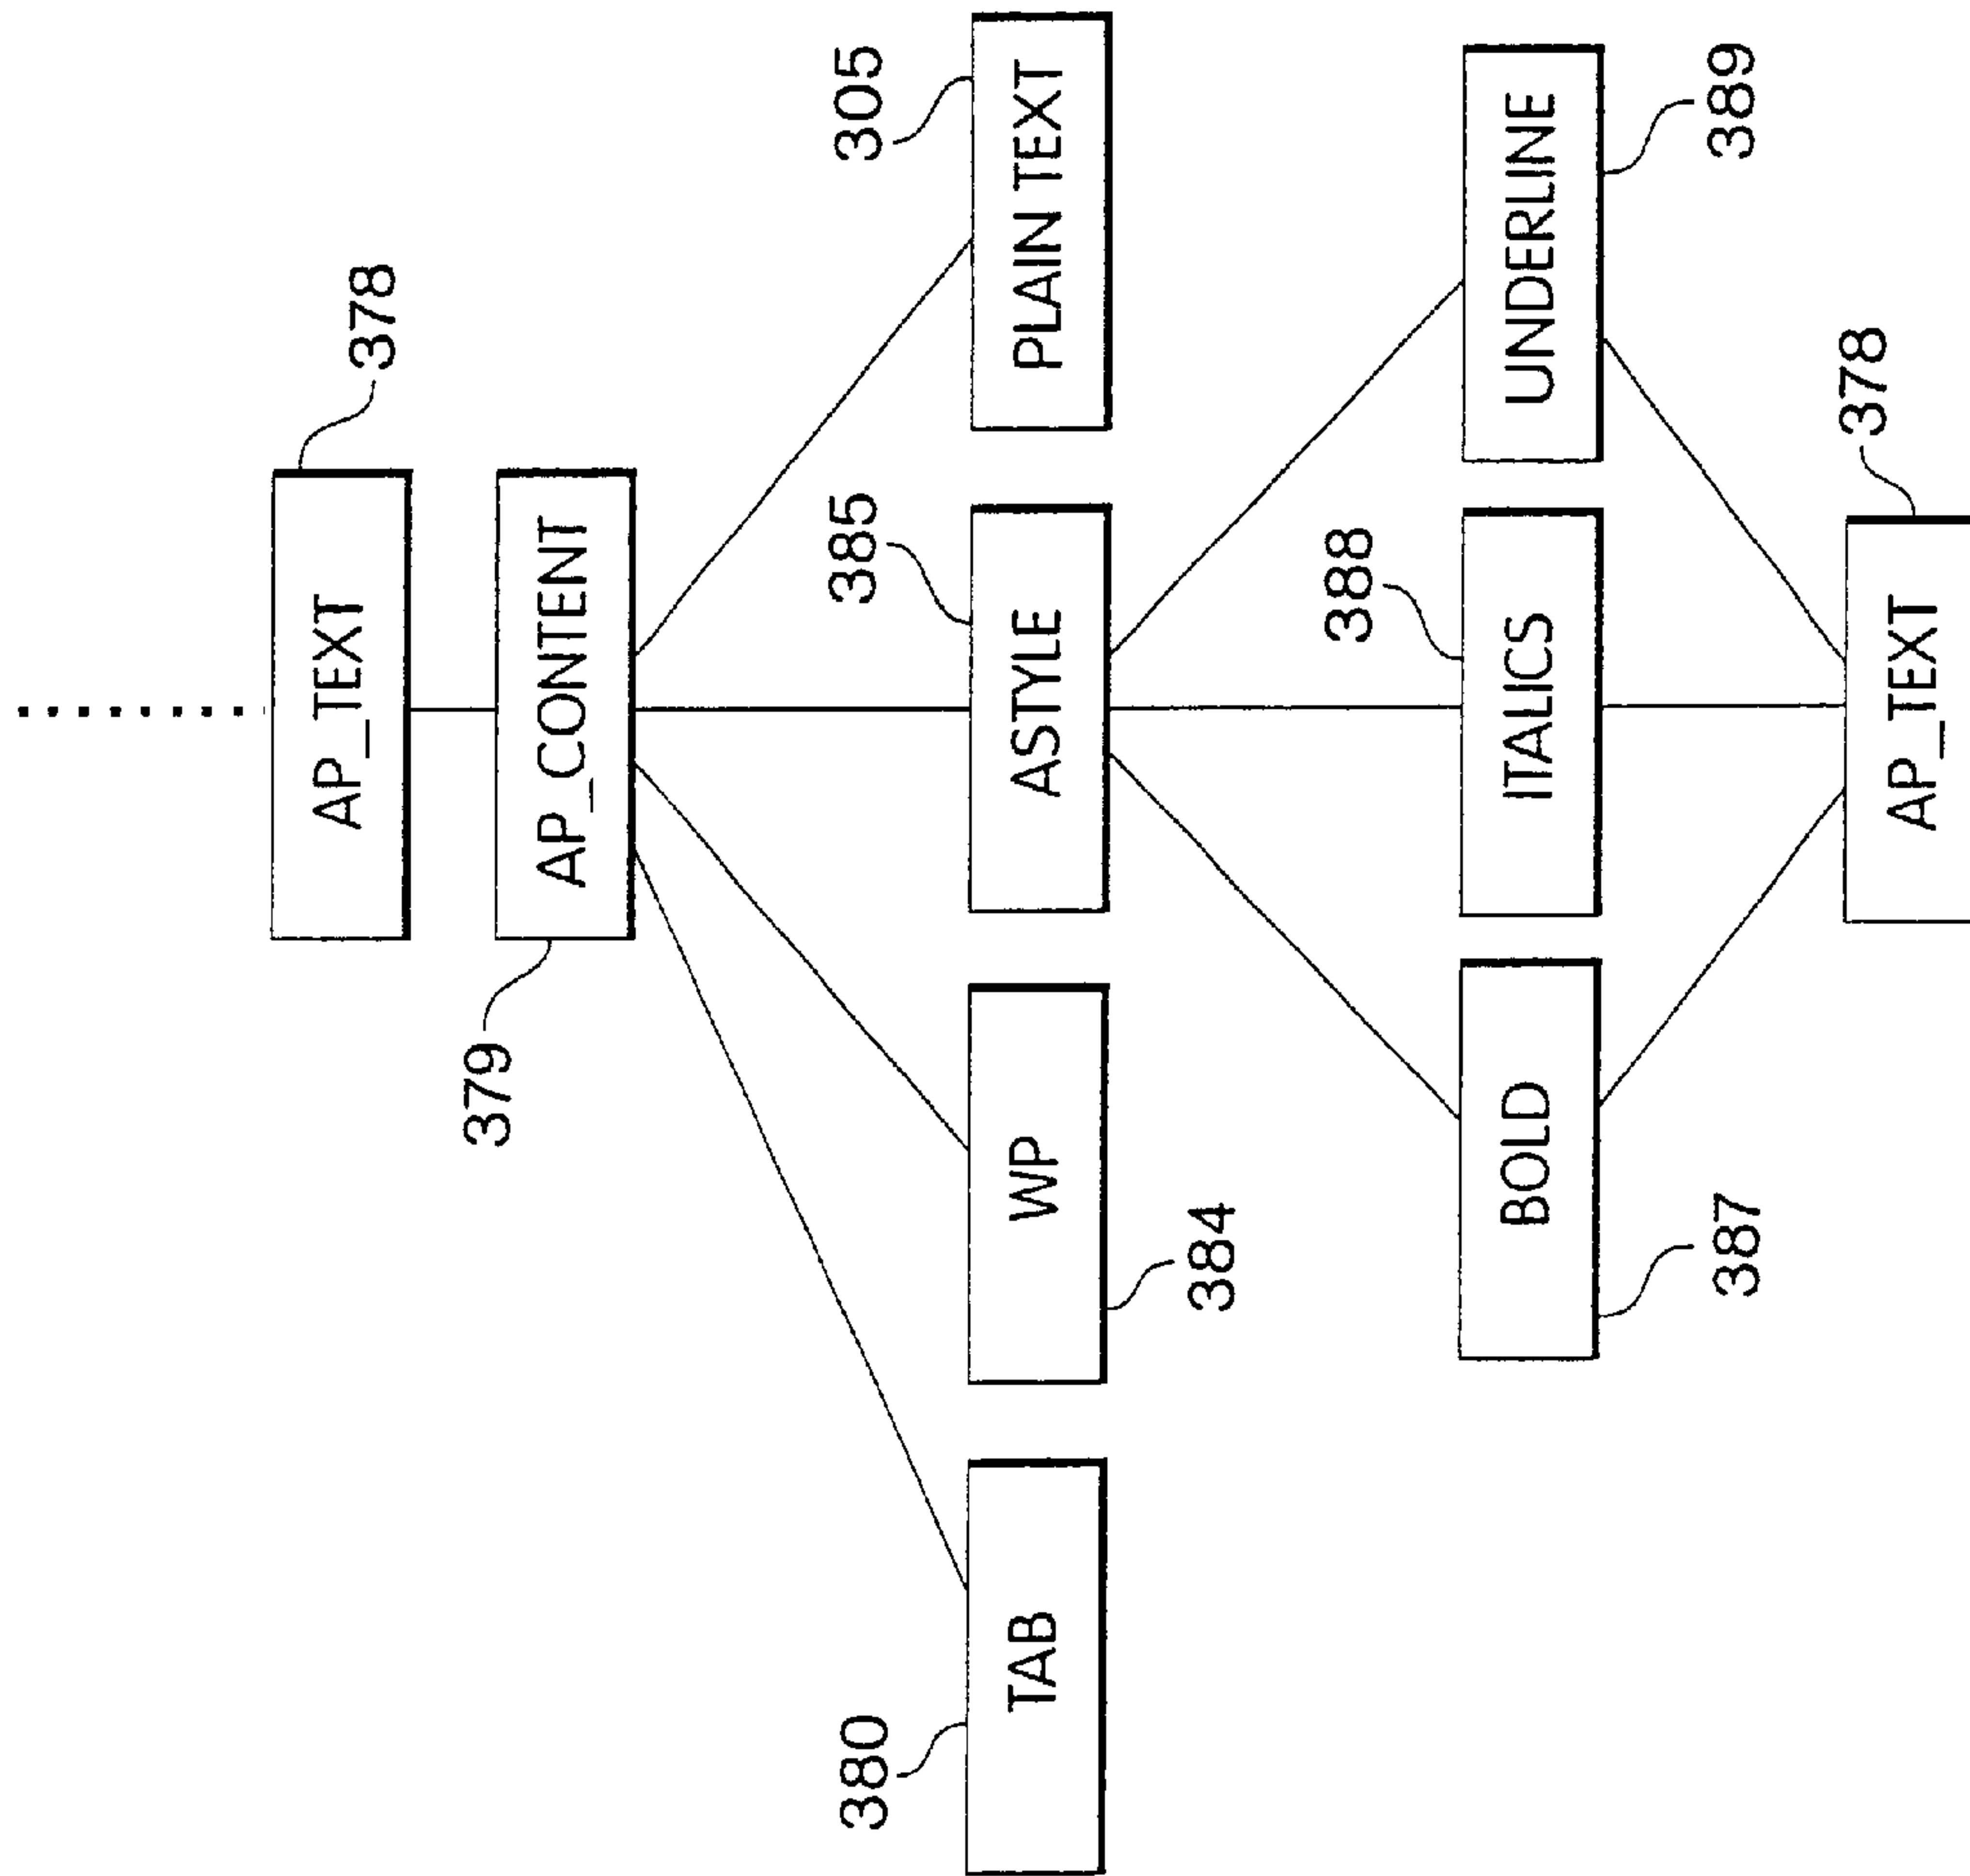 AP_TEXT
378
AP_CONTENT
379
TAB
380
WP
384
ASTYLE
385
PLAIN TEXT
305
BOLD
387
ITALICS
388
UNDERLINE
389
AP_TEXT
378